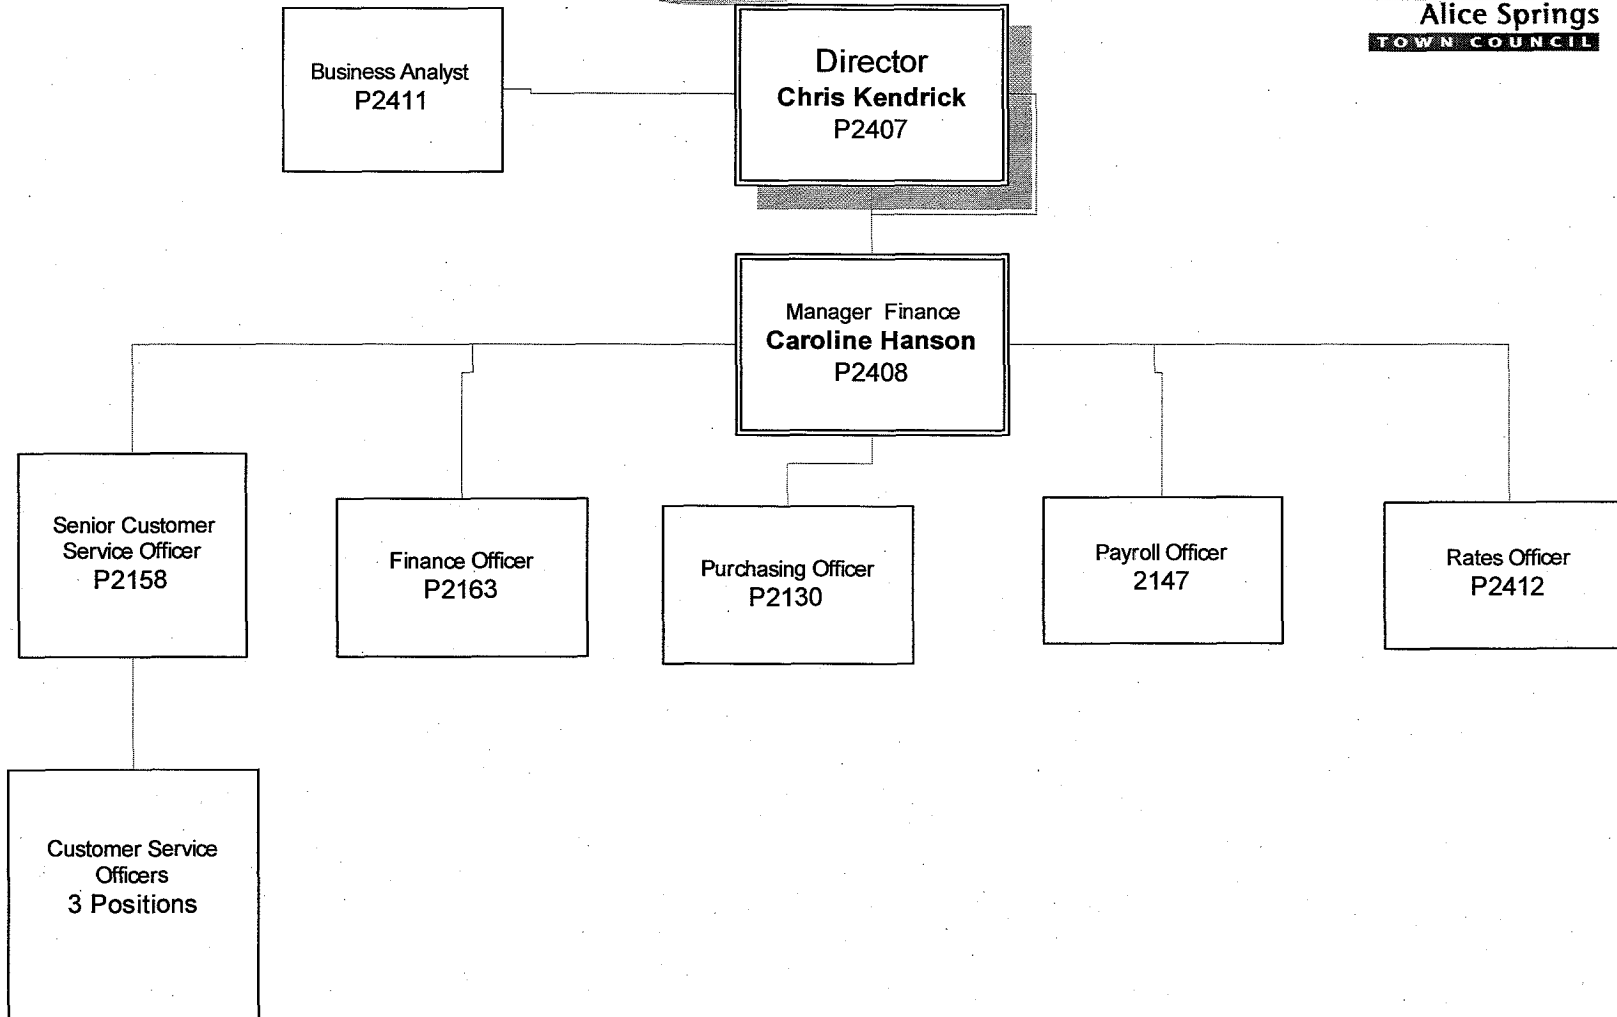 Alice Springs
TOWN COUNCIL
Business Analyst
P2411
Director
Chris Kendrick
P2407
Manager Finance
Caroline Hanson
P2408
Senior Customer
Service Officer
P2158
Finance Officer
P2163
Purchasing Officer
P2130
Payroll Officer
2147
Rates Officer
P2412
Customer Service
Officers
3 Positions